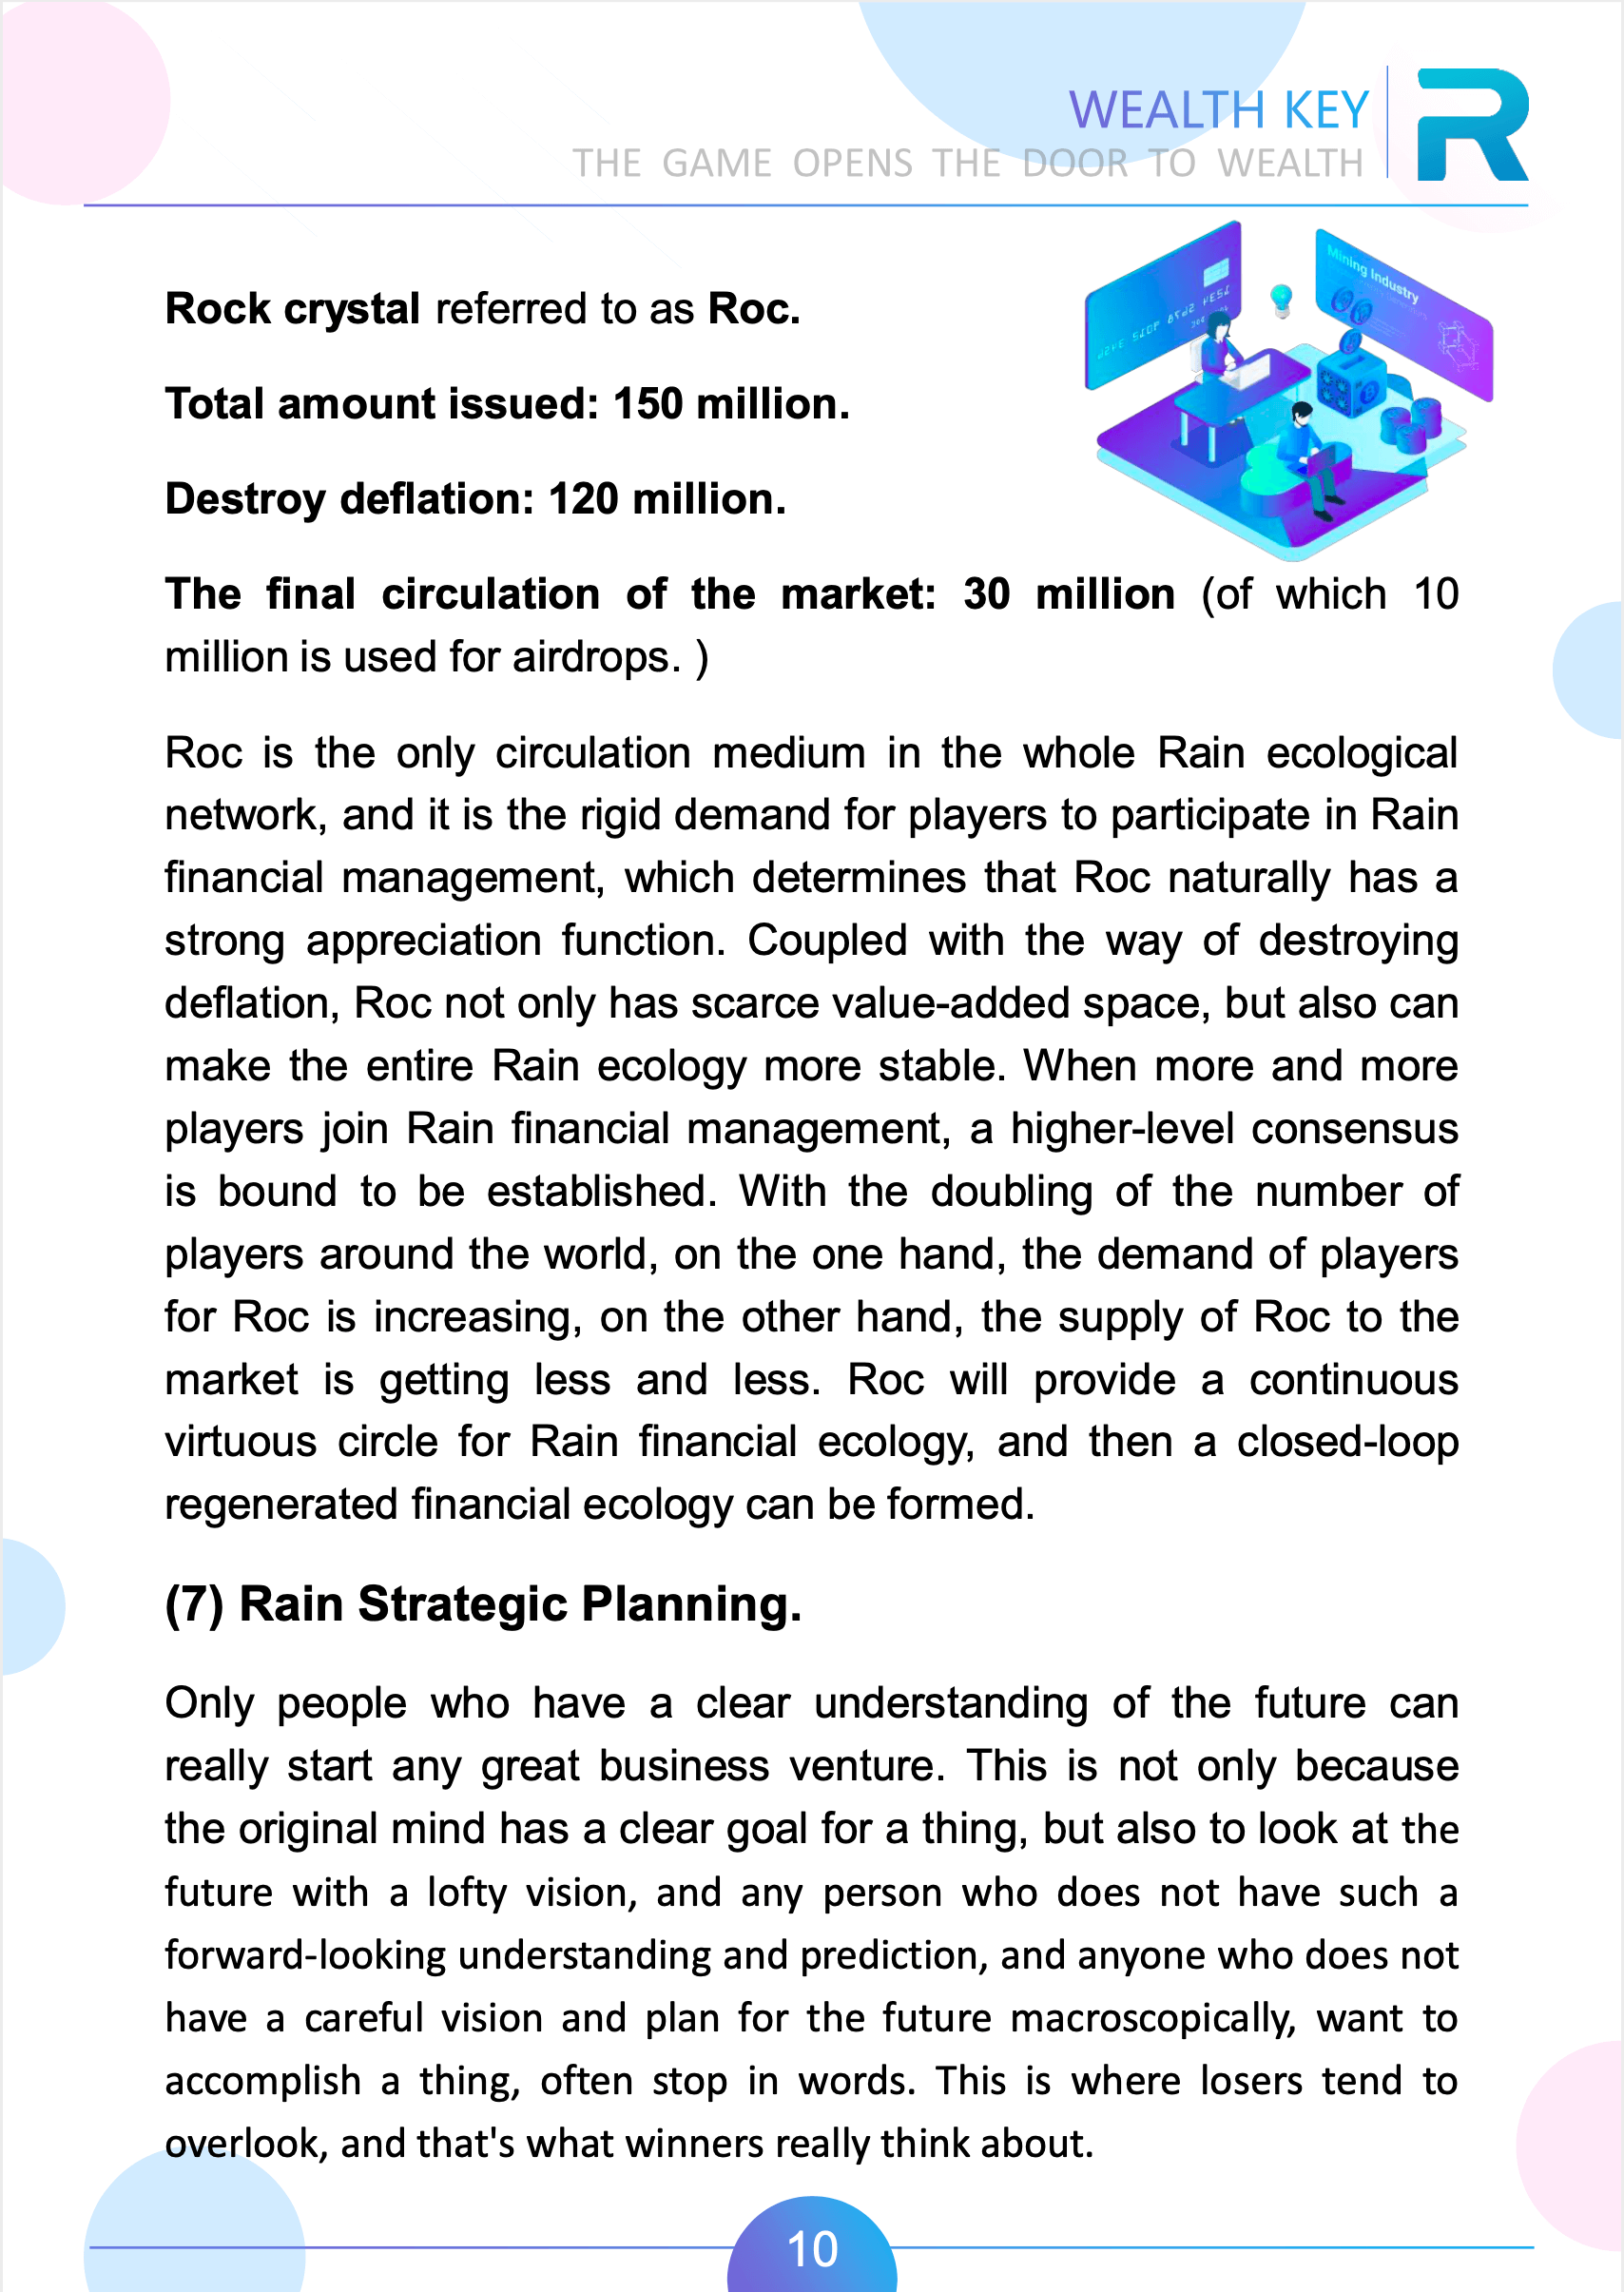 WEALTH KEY
THE GAME OPENS THE DOOR TO WEALTH
R
Mining Industry
Rock crystal referred to as Roc.
Total amount issued: 150 million.
Destroy deflation: 120 million.
The final circulation of the market: 30 million (of which 10
million is used for airdrops. )
Roc is the only circulation medium in the whole Rain ecological
network, and it is the rigid demand for players to participate in Rain
financial management, which determines that Roc naturally has a
strong appreciation function. Coupled with the way of destroying
deflation, Roc not only has scarce value-added space, but also can
make the entire Rain ecology more stable. When more and more
players join Rain financial management, a higher-level consensus
is bound to be established. With the doubling of the number of
players around the world, on the one hand, the demand of players
for Roc is increasing, on the other hand, the supply of Roc to the
market is getting less and less. Roc will provide a continuous
virtuous circle for Rain financial ecology, and then a closed-loop
regenerated financial ecology can be formed.
(7) Rain Strategic Planning.
Only people who have a clear understanding of the future can
really start any great business venture. This is not only because
the original mind has a clear goal for a thing, but also to look at the
future with a lofty vision, and any person who does not have such a
forward-looking understanding and prediction, and anyone who does not
have a careful vision and plan for the future macroscopically, want to
accomplish a thing, often stop in words. This is where losers tend to
overlook, and that's what winners really think about.
10